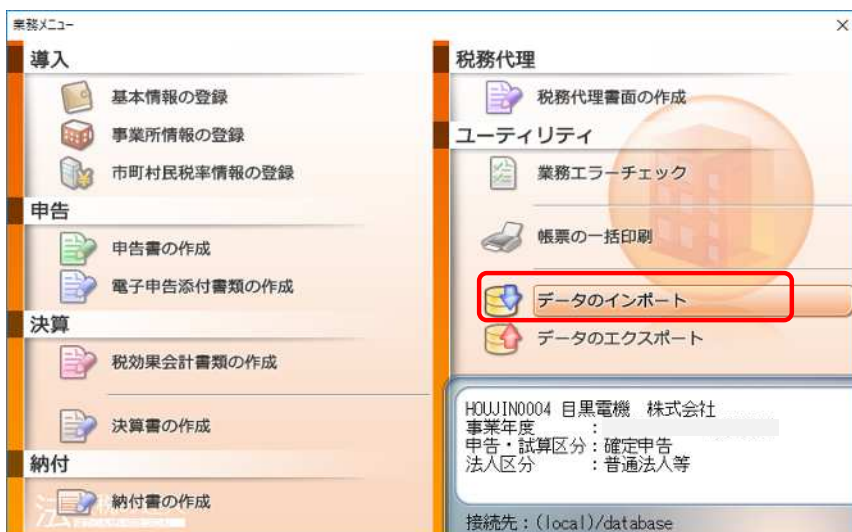 業務メニュー
導入
基本情報の登録
事業所情報の登録
市町村民税率情報の登録
申告
申告書の作成
電子申告添付書類の作成
決算
税効果会計書類の作成
決算書の作成
納付
納付書の作成
税務代理
税務代理書面の作成
ユーティリティ
業務エラーチェック
帳票の一括印刷
データのインポート
データのエクスポート
HOUJIN0004 目黒電機 株式会社
事業年度 :
申告・試算区分:確定申告
法人区分 :普通法人等
接続先:(local)/database